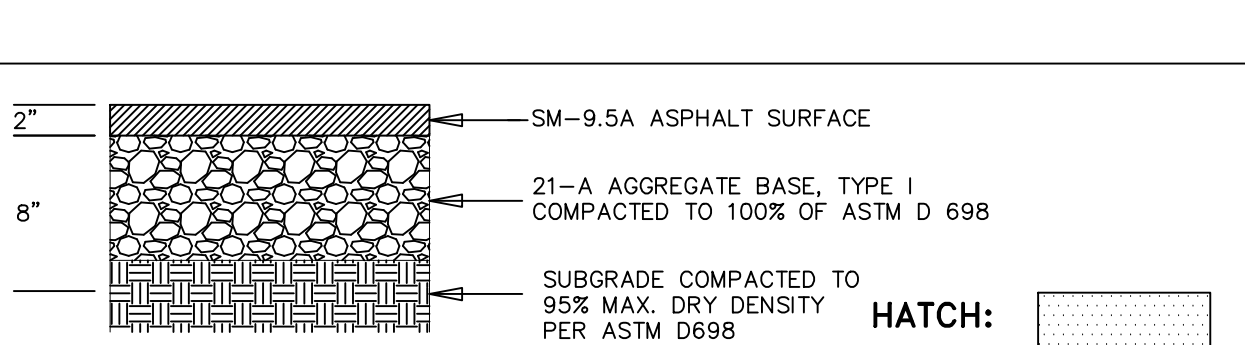 2”
SM-9.5A ASPHALT SURFACE
8”
21-A AGGREGATE BASE, TYPE I
COMPACTED TO 100% OF ASTM D 698
SUBGRADE COMPACTED TO
95% MAX. DRY DENSITY
PER ASTM D698
HATCH: